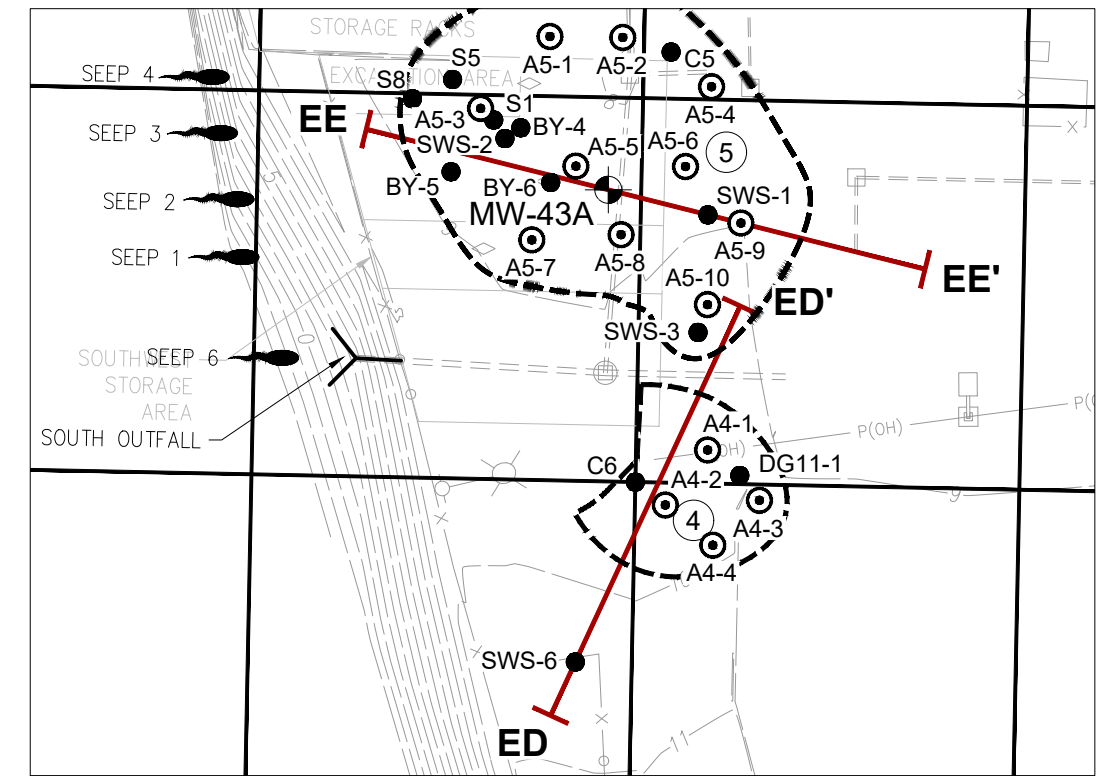 STORAGE RACKS
EXCAVATION AREA
SEEP 4
SEEP 3
SEEP 2
SEEP 1
SEEP 6
SOUTHWEST
STORAGE
AREA
SOUTH OUTFALL
EE
S8
S5
A5-1
A5-2
C5
A5-4
A5-3
S1
BY-4
SWS-2
A5-5
A5-6
5
BY-5
BY-6
MW-43A
SWS-1
A5-9
A5-7
A5-8
A5-10
EE'
ED'
SWS-3
A4-1
P(OH)
C6
A4-2
DG11-1
4
A4-3
A4-4
SWS-6
ED
11